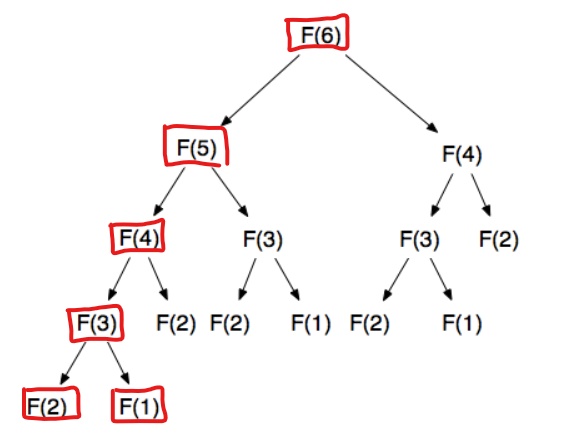 F(6)
F(5) F(4)
F(4) F(3) F(3) F(2)
F(3) F(2) F(2) F(1) F(2) F(1)
F(2) F(1)